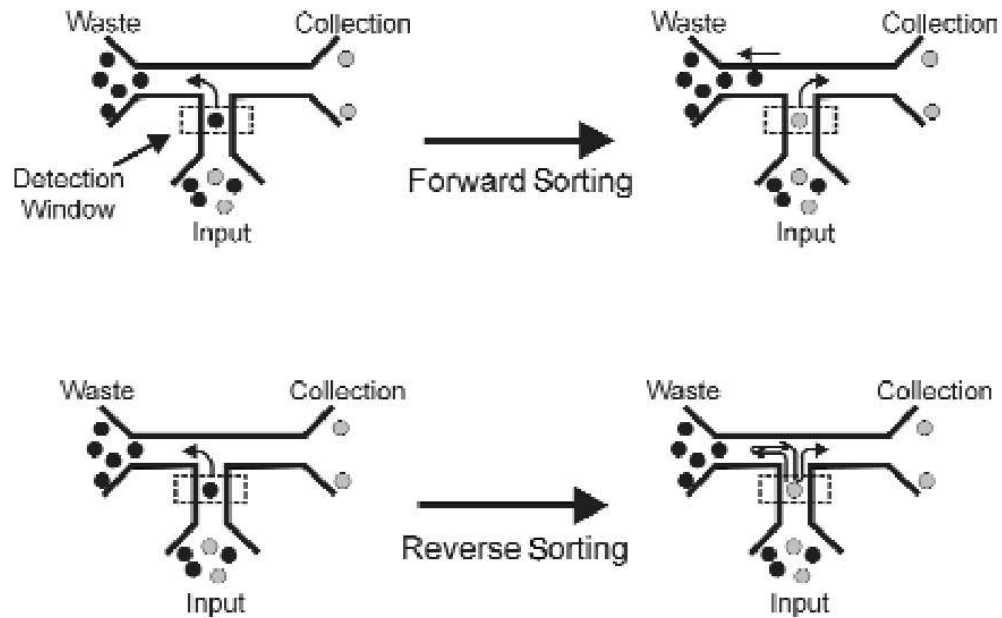 Waste Collection
Detection
Window
Input
Forward Sorting
Waste Collection
Input
Waste Collection
Input
Reverse Sorting
Waste Collection
Input